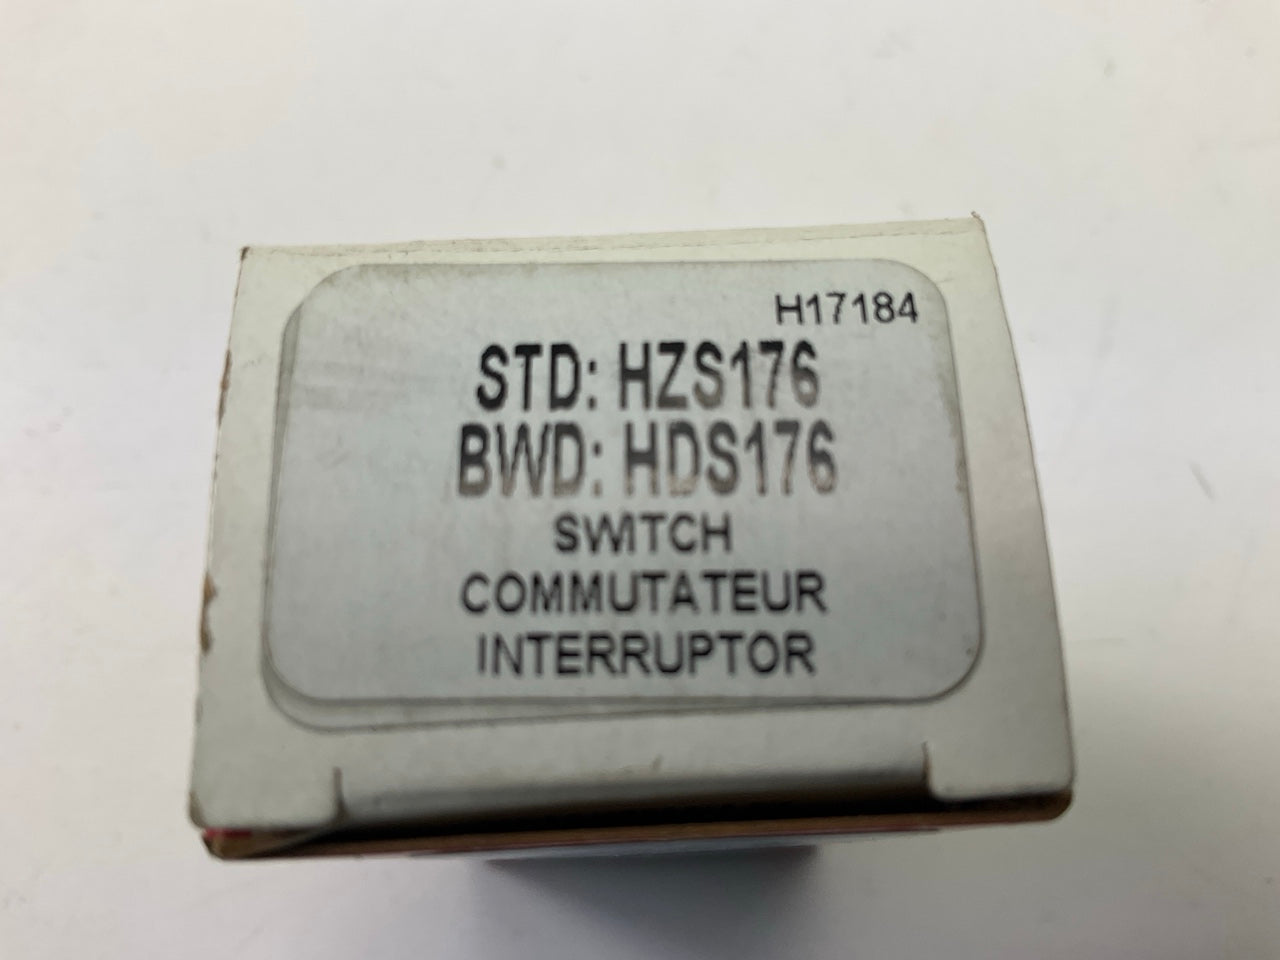 H17184
STD: HZS176
BWD: HDS176
SWITCH
COMMUTATEUR
INTERRUPTOR